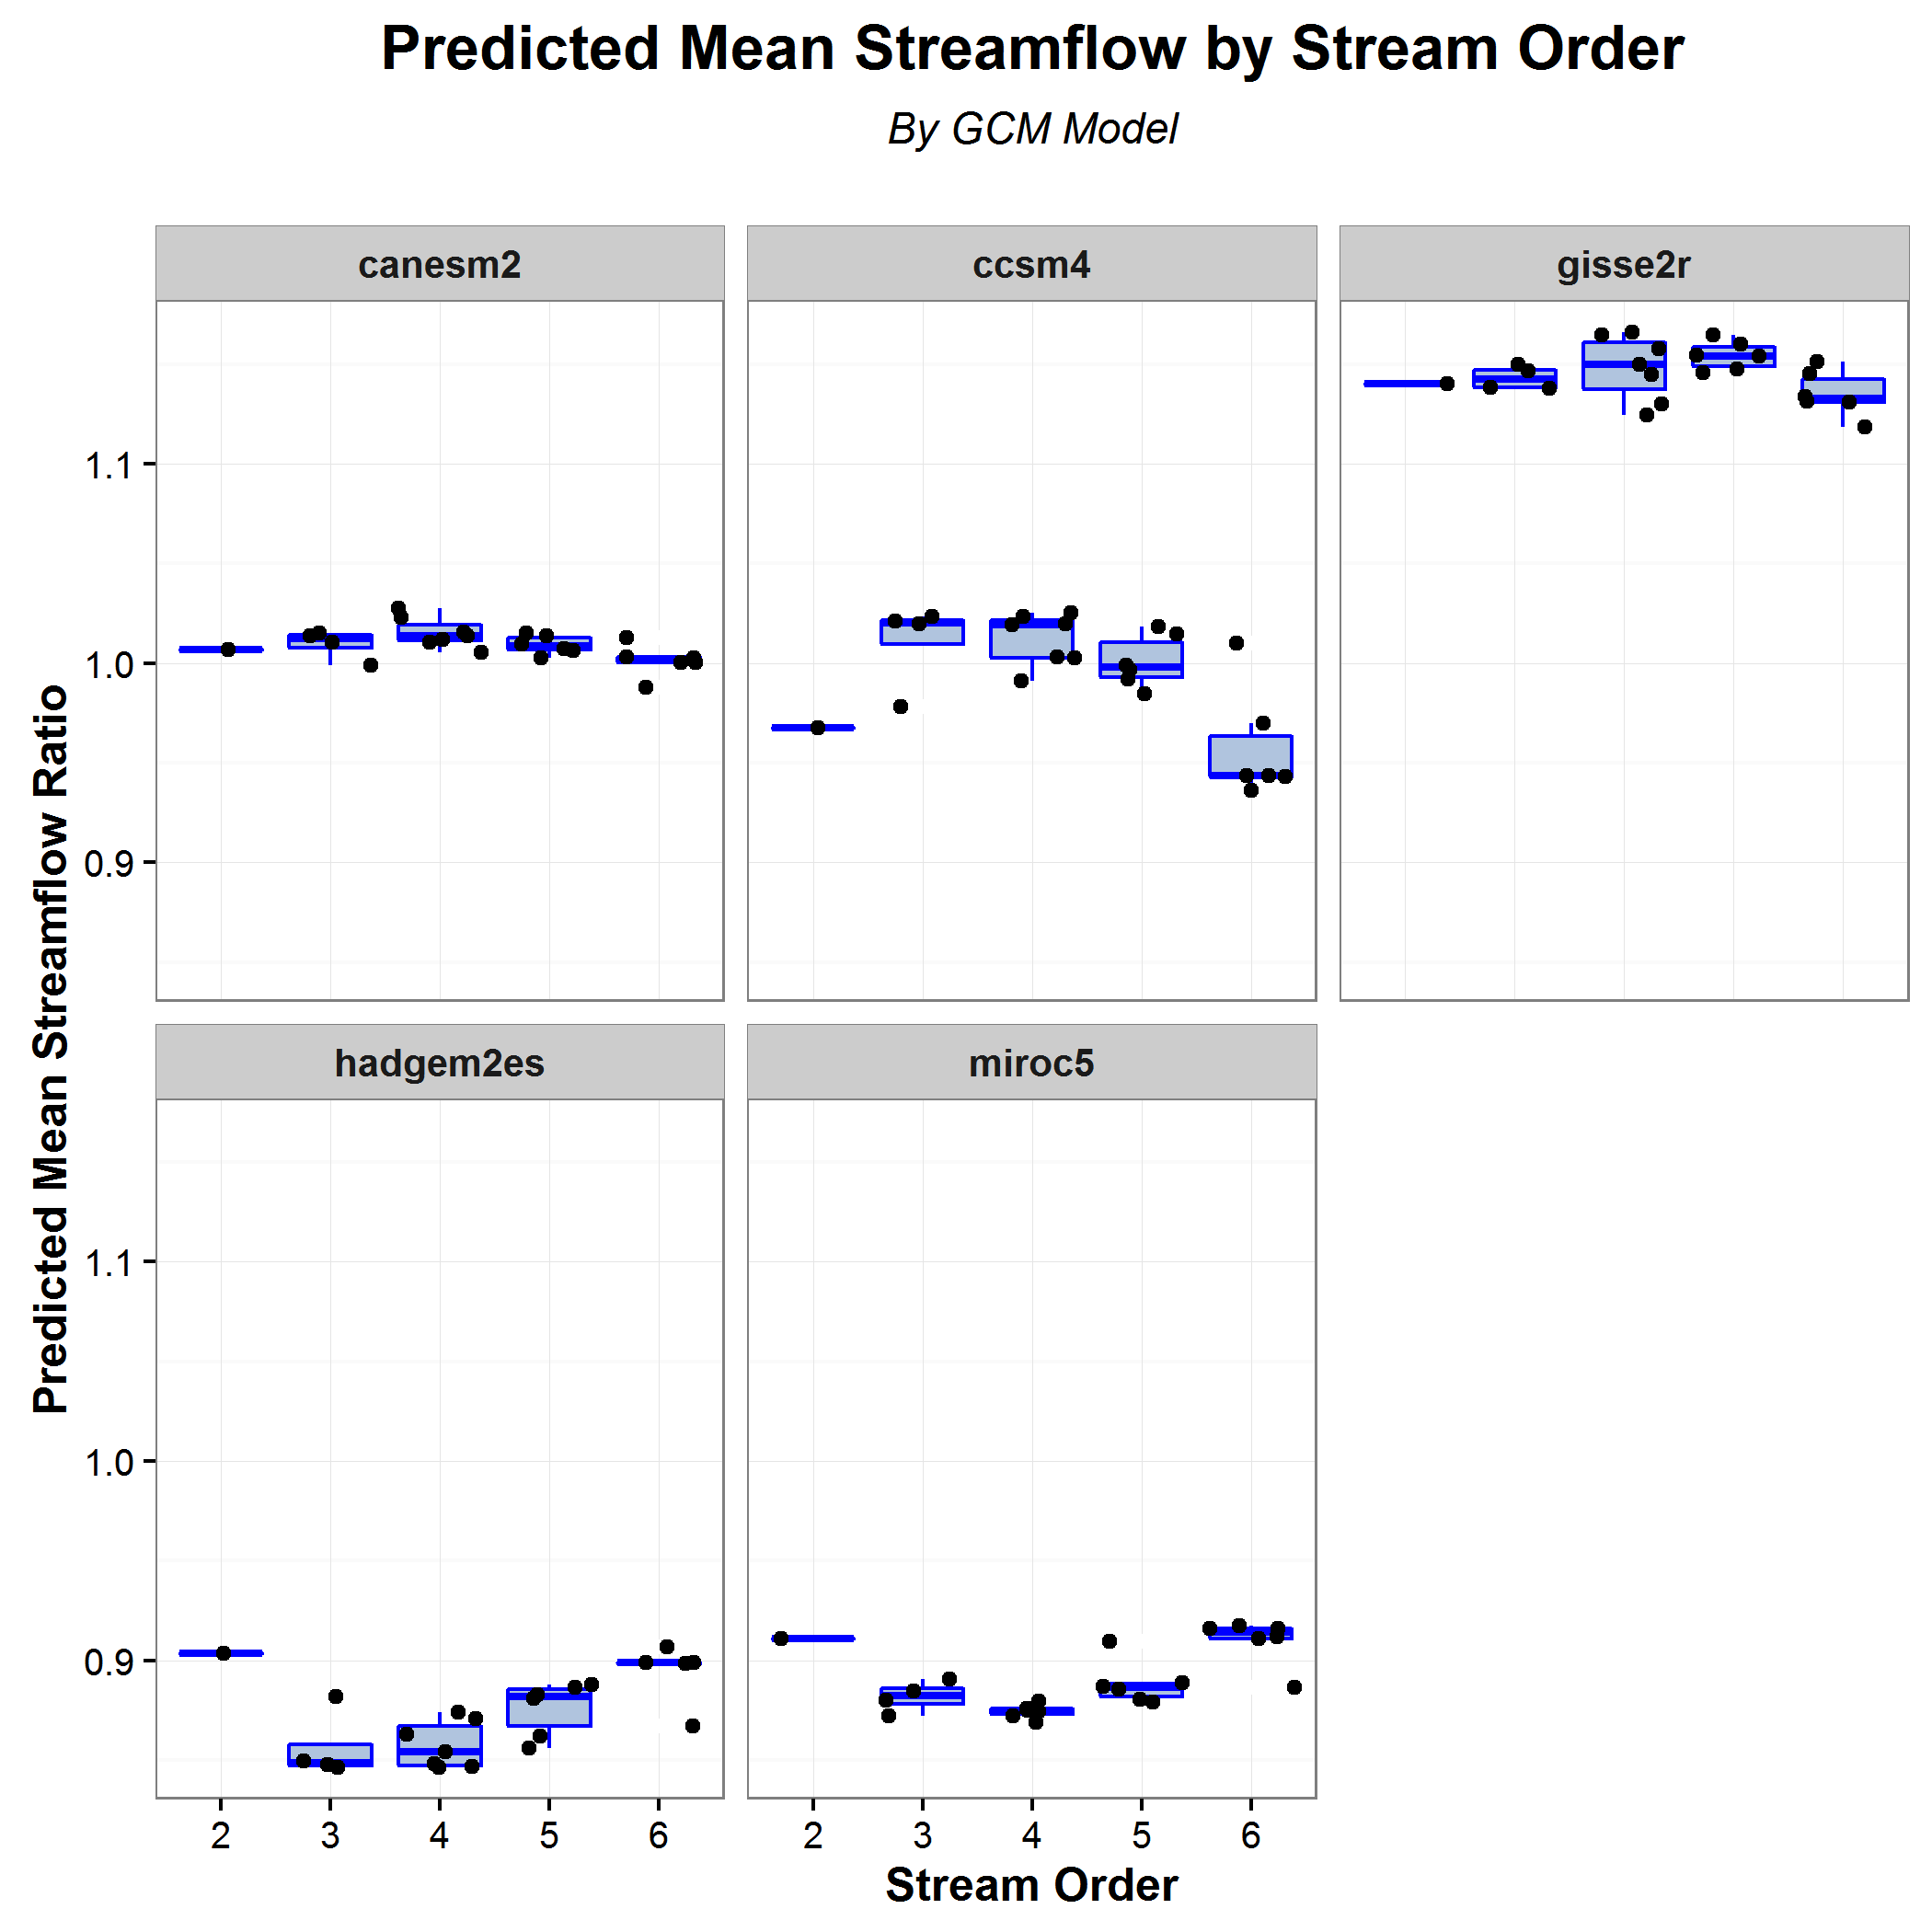 Predicted Mean Streamflow by Stream Order
By GCM Model
canesm2
ccsm4
gisse2r
1.1
1.0
0.9
Predicted Mean Streamflow Ratio
hadgem2es
miroc5
1.1
1.0
0.9
2 3 4 5 6
2 3 4 5 6
Stream Order